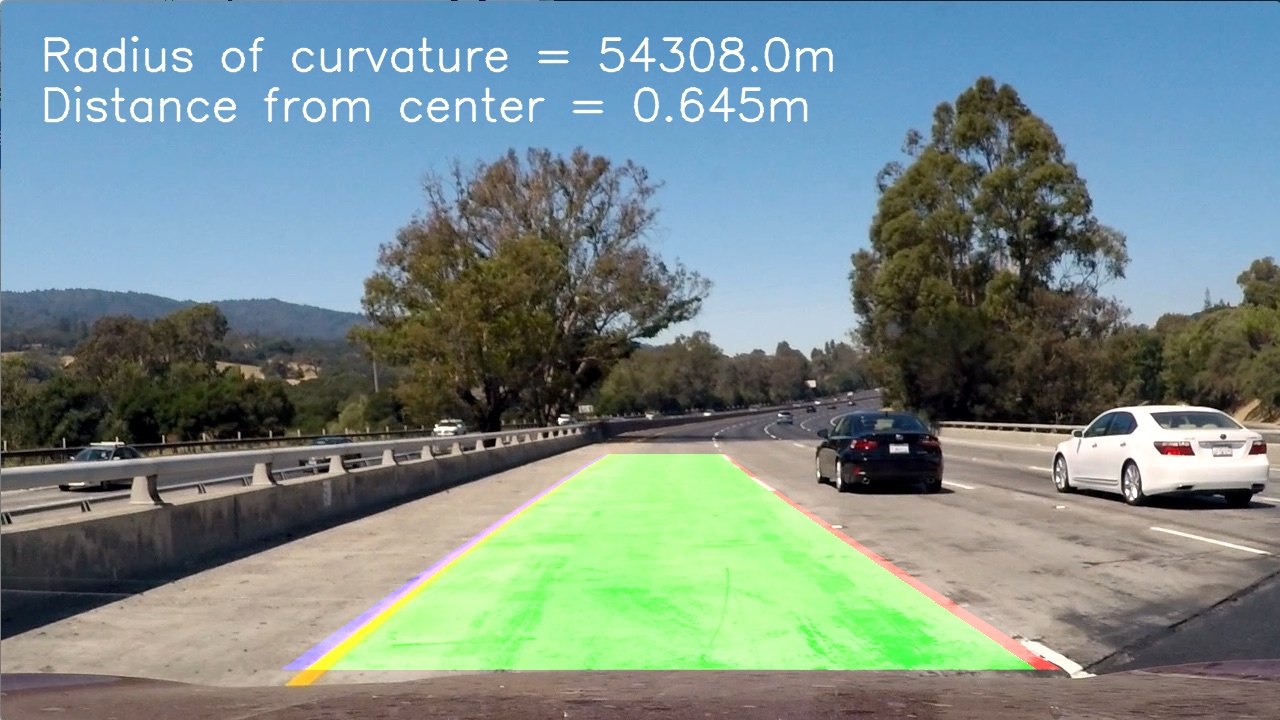 Radius of curvature = 54308.0m
Distance from center = 0.645m